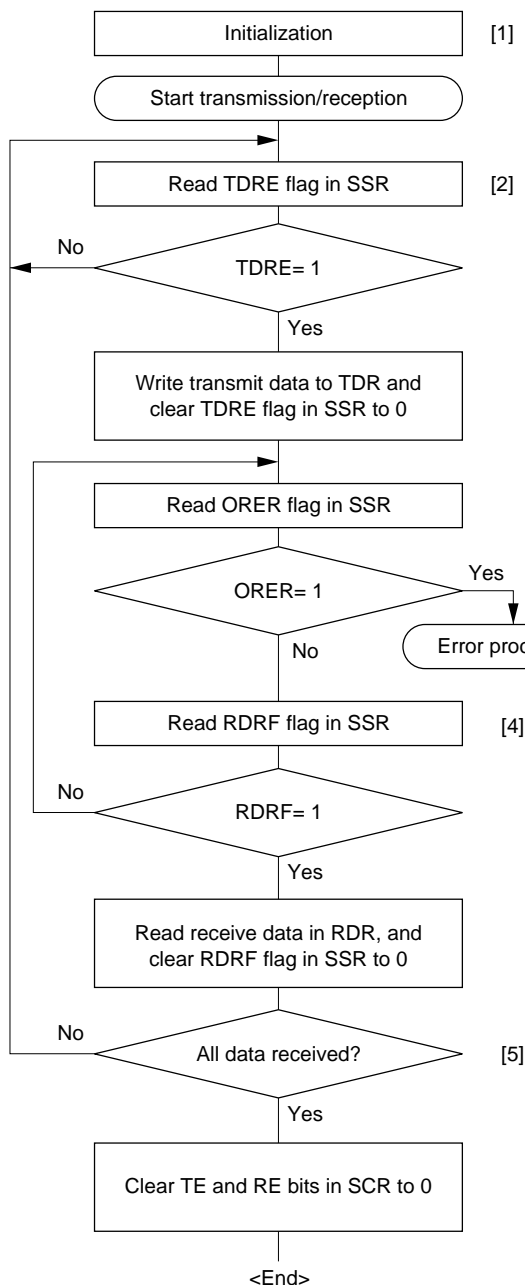 Initialization [1]
Start transmission/reception
Read TDRE flag in SSR [2]
No
TDRE= 1
Yes
Write transmit data to TDR and
clear TDRE flag in SSR to 0
Read ORER flag in SSR
Yes
ORER= 1
Error
No
Read RDRF flag in SSR [4]
No
RDRF= 1
Yes
Read receive data in RDR, and
clear RDRF flag in SSR to 0
No
All data received? [5]
Yes
Clear TE and RE bits in SCR to 0
<End>